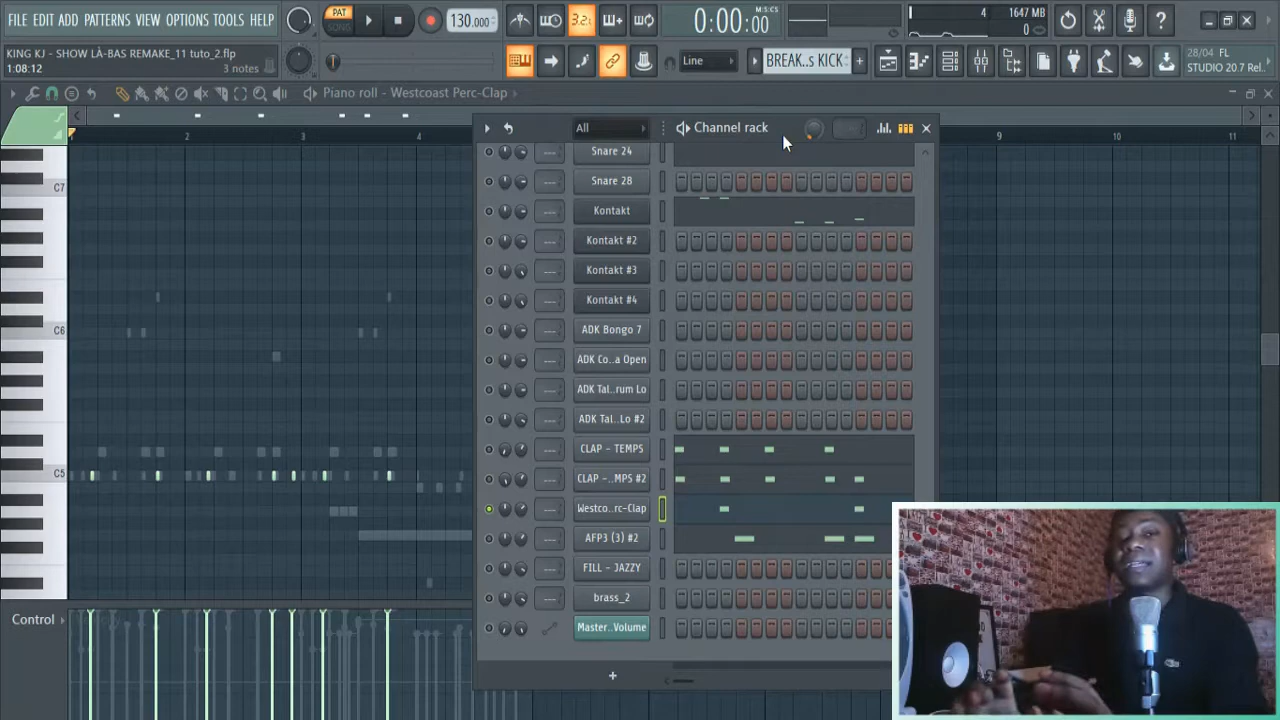 FILE EDIT ADD PATTERNS VIEW OPTIONS TOOLS HELP
KING KJ - SHOW LÀ-BAS REMAKE_11 tuto_2.flp
1:08:12
3 notes
PAT
SONG
130.000
3.2
0:00:00
M:S:CS
4
1647 MB
0
Line
BREAK..s KICK
28/04 FL
STUDIO 20.7 Rel..
Piano roll - Westcoast Perc-Clap
2
3
4
9
10
11
C7
C6
C5
Control
All
Channel rack
Snare 24
Snare 28
Kontakt
Kontakt #2
Kontakt #3
Kontakt #4
ADK Bongo 7
ADK Co..a Open
ADK Tal..rum Lo
ADK Tal..Lo #2
CLAP - TEMPS
CLAP -..MPS #2
Westco..rc-Clap
AFP3 (3) #2
FILL - JAZZY
brass_2
Master..Volume